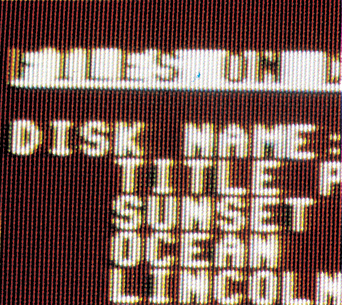 FILES ON
DISK NAME:
TITLE P
SUNSET
OCEAN
LINCOLN